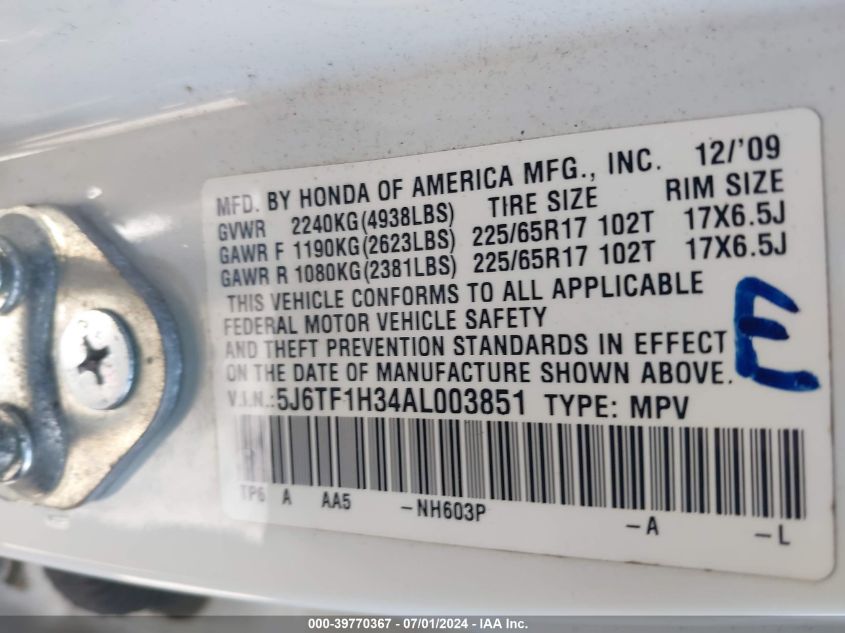 MFD. BY HONDA OF AMERICA MFG., INC. 12/'09
GVWR 2240KG(4938LBS) TIRE SIZE RIM SIZE
GAWR F 1190KG(2623LBS) 225/65R17 102T 17X6.5J
GAWR R 1080KG(2381LBS) 225/65R17 102T 17X6.5J
THIS VEHICLE CONFORMS TO ALL APPLICABLE
FEDERAL MOTOR VEHICLE SAFETY
AND THEFT PREVENTION STANDARDS IN EFFECT
ON THE DATE OF MANUFACTURE SHOWN ABOVE.
E
V.I.N.:5J6TF1H34AL003851 TYPE: MPV
TP6 A AA5 -NH603P -A -L
000-39770367 / 07/01/2024 - IAA Inc.